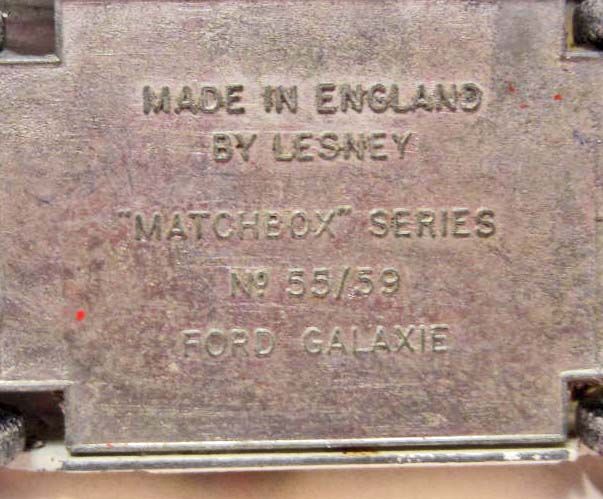 MADE IN ENGLAND
BY LESNEY
"MATCHBOX" SERIES
Nº 55/59
FORD GALAXIE